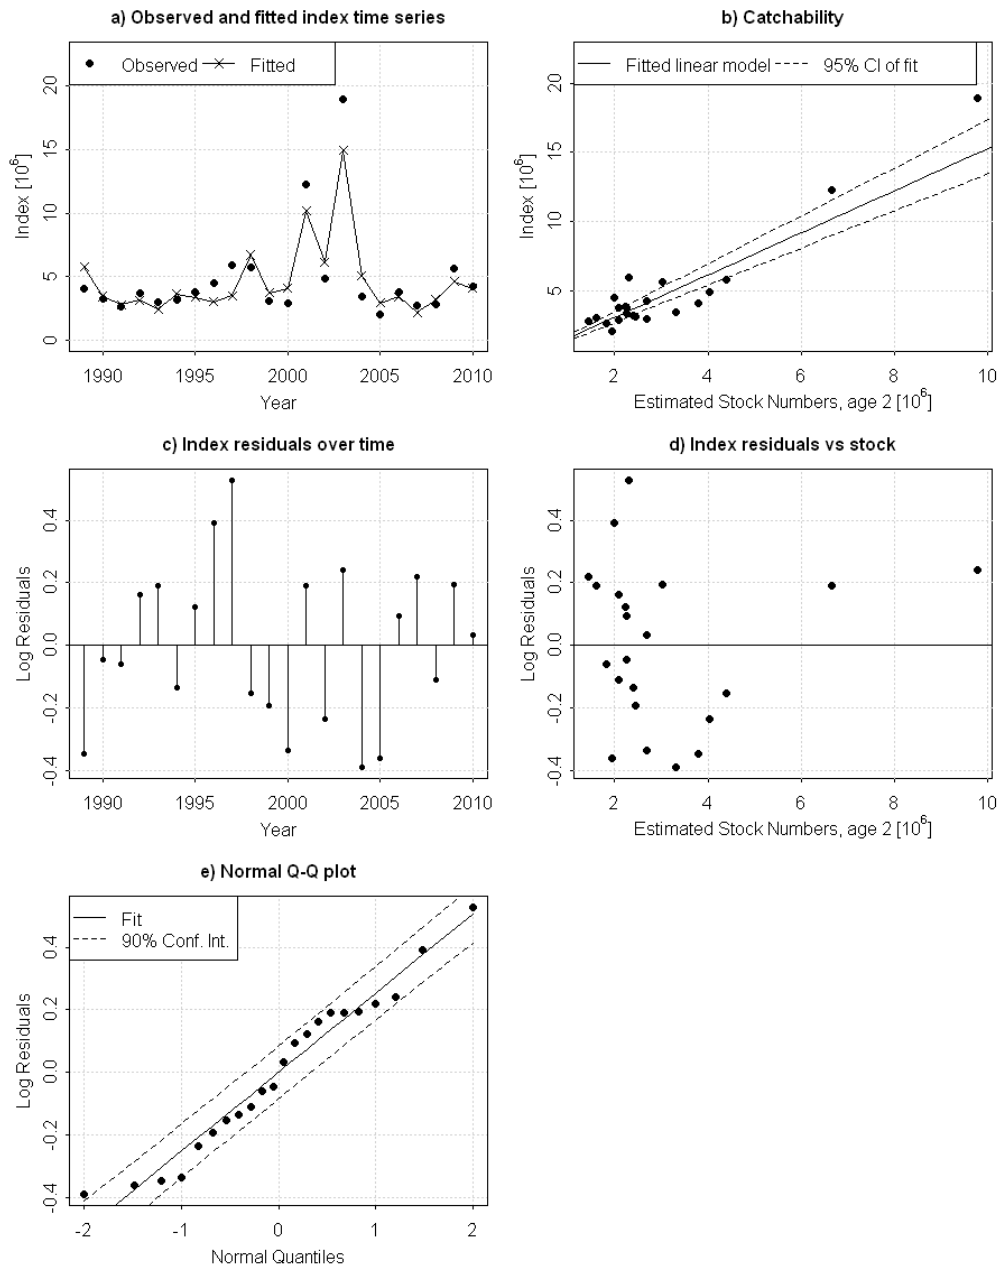 a) Observed and fitted index time series
Observed Fitted
Index [10^6]
0 5 10 15 20
1990 1995 2000 2005 2010
Year
b) Catchability
Fitted linear model 95% CI of fit
Index [10^6]
5 10 15 20
2 4 6 8 10
Estimated Stock Numbers, age 2 [10^6]
c) Index residuals over time
Log Residuals
-0.4 -0.2 0.0 0.2 0.4
1990 1995 2000 2005 2010
Year
d) Index residuals vs stock
Log Residuals
-0.4 -0.2 0.0 0.2 0.4
2 4 6 8 10
Estimated Stock Numbers, age 2 [10^6]
e) Normal Q-Q plot
Fit
90% Conf. Int.
Log Residuals
-0.4 -0.2 0.0 0.2 0.4
-2 -1 0 1 2
Normal Quantiles